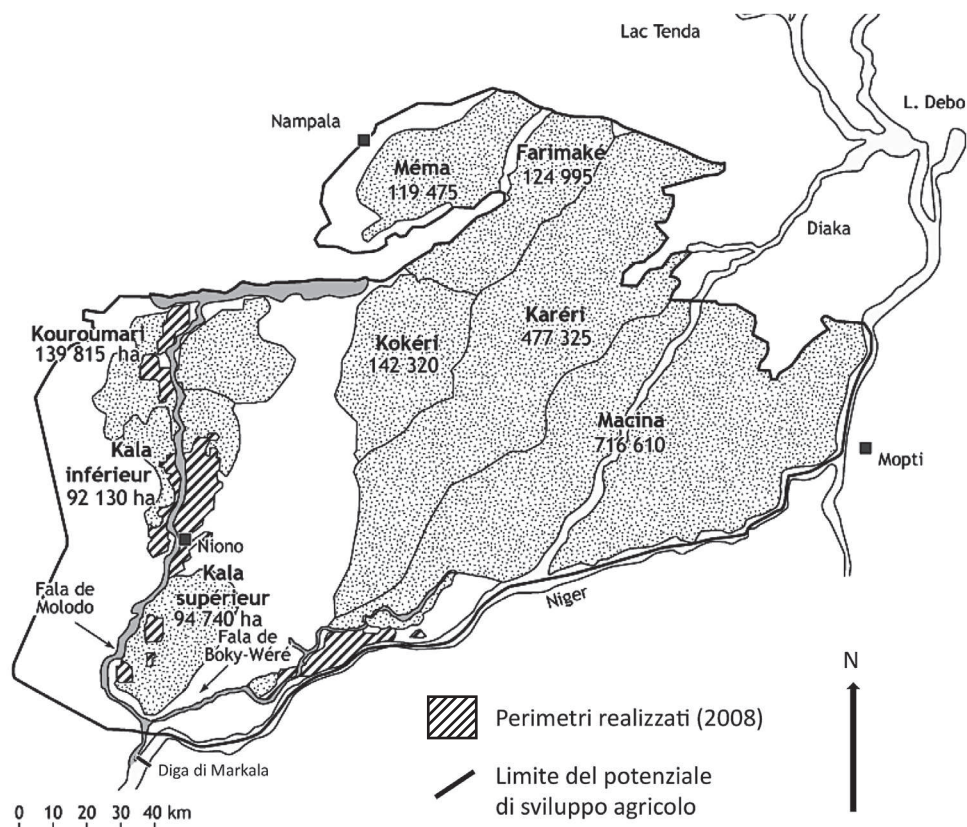 Lac Tenda
L. Debo
Nampala
Méma
119 475
Farimaké
124 995
Diaka
Kouroumari
139 815 ha
Kokéri
142 320
Karéri
477 325
Macina
716 610
Mopti
Kala
inférieur
92 130 ha
Niono
Kala
supérieur
94 740 ha
Fala de
Molodo
Fala de
Boky-Wéré
Niger
N
Perimetri realizzati (2008)
Limite del potenziale
di sviluppo agricolo
Diga di Markala
0 10 20 30 40 km